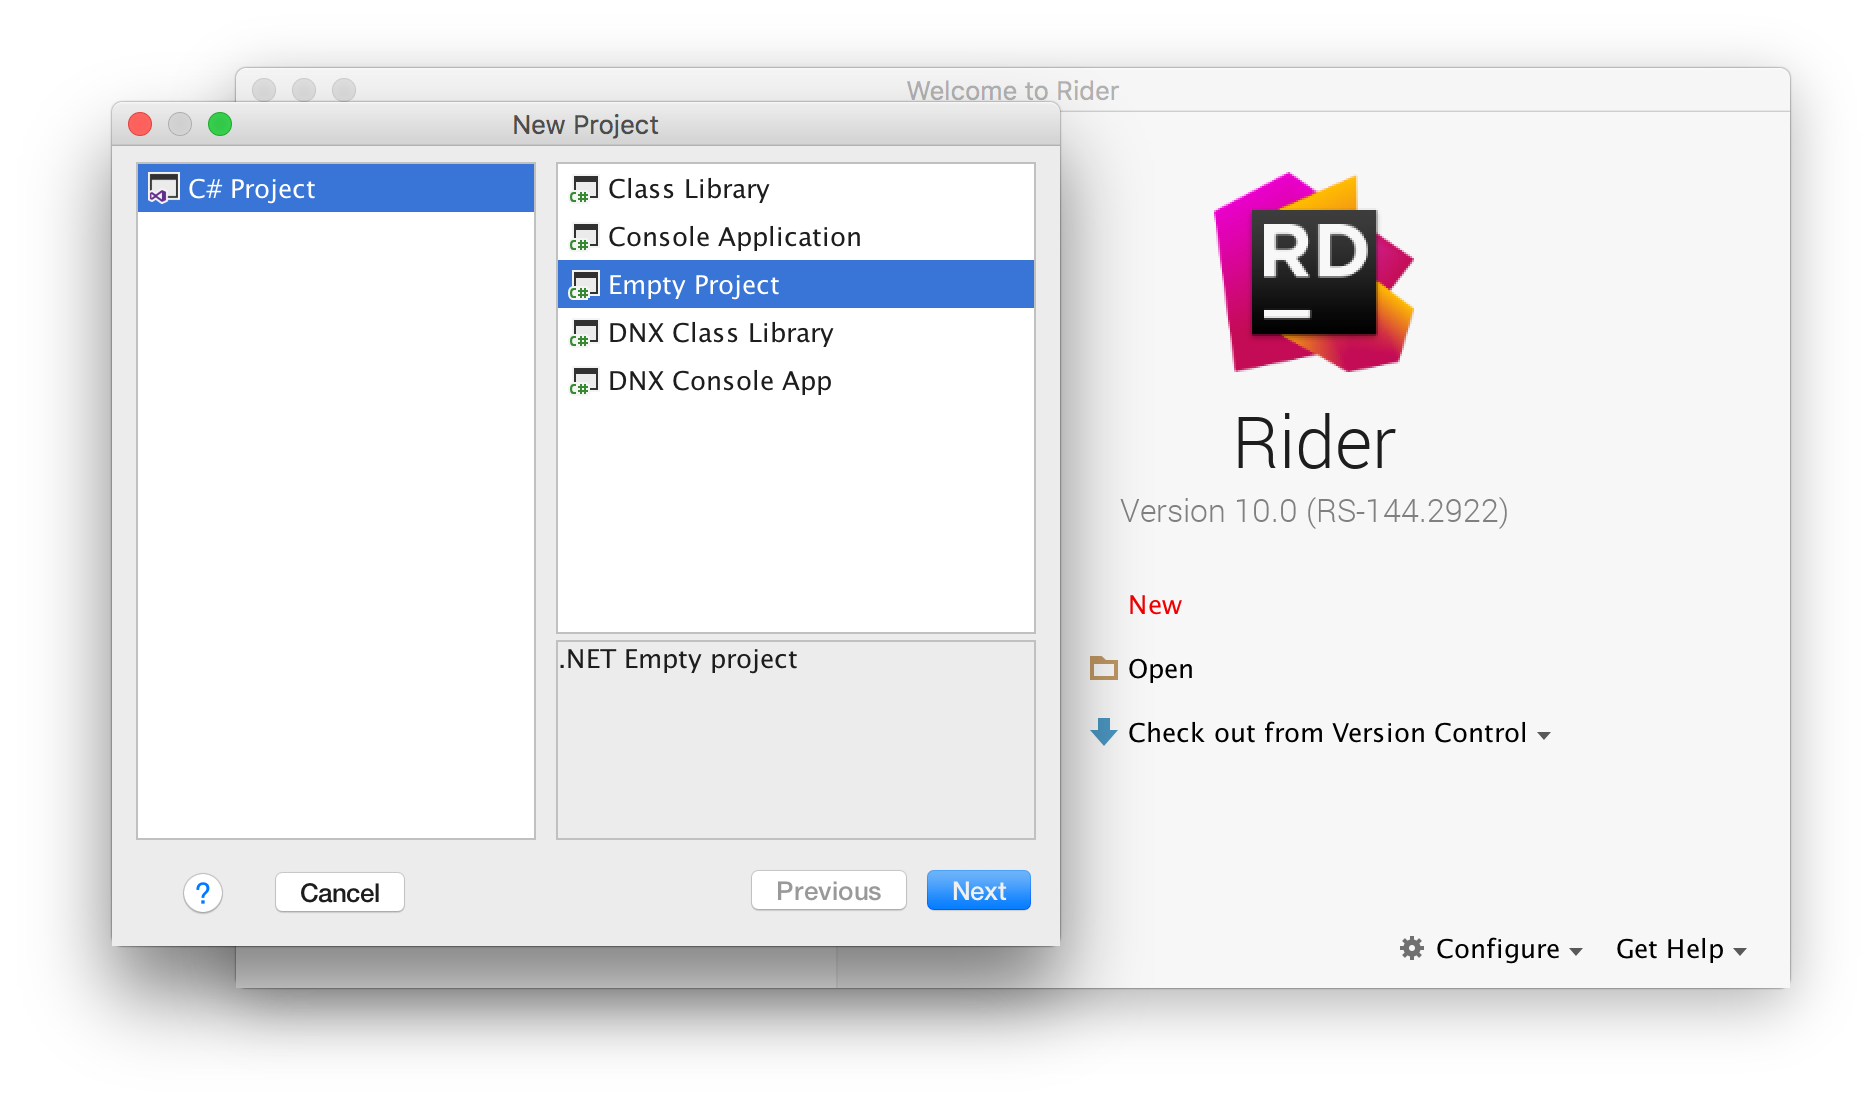 Welcome to Rider
New Project
C# Project
C# Class Library
C# Console Application
C# Empty Project
C# DNX Class Library
C# DNX Console App
.NET Empty project
? Cancel Previous Next
RD
Rider
Version 10.0 (RS-144.2922)
New
Open
Check out from Version Control
Configure Get Help